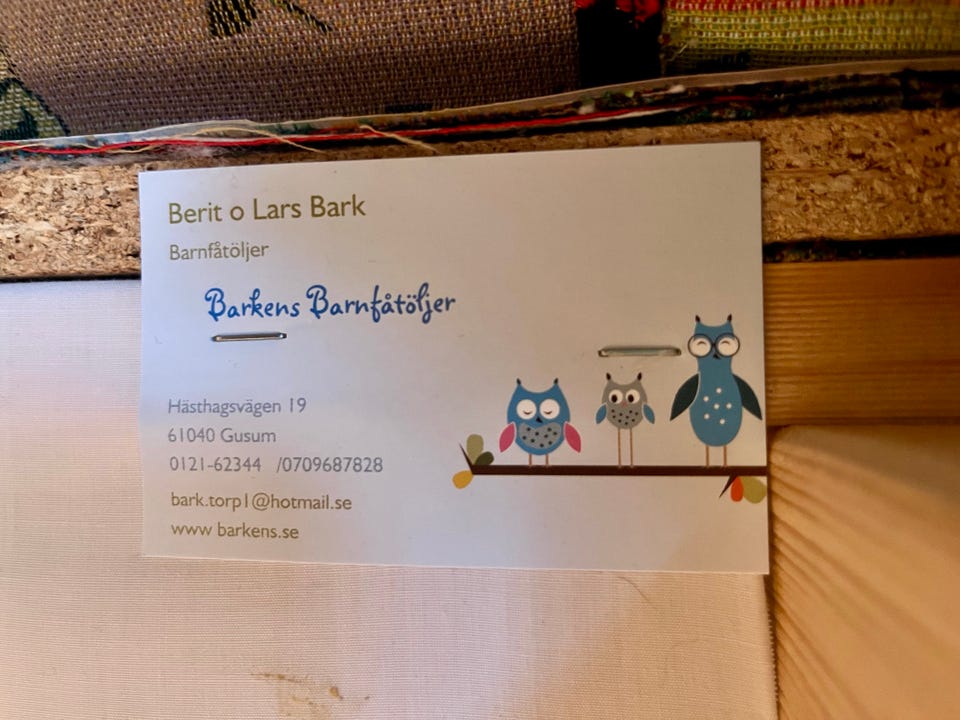 Berit o Lars Bark
Barnfåtöljer
Barkens Barnfåtöljer
Hästhagsvägen 19
61040 Gusum
0121-62344 /0709687828
bark.torp1@hotmail.se
www barkens.se